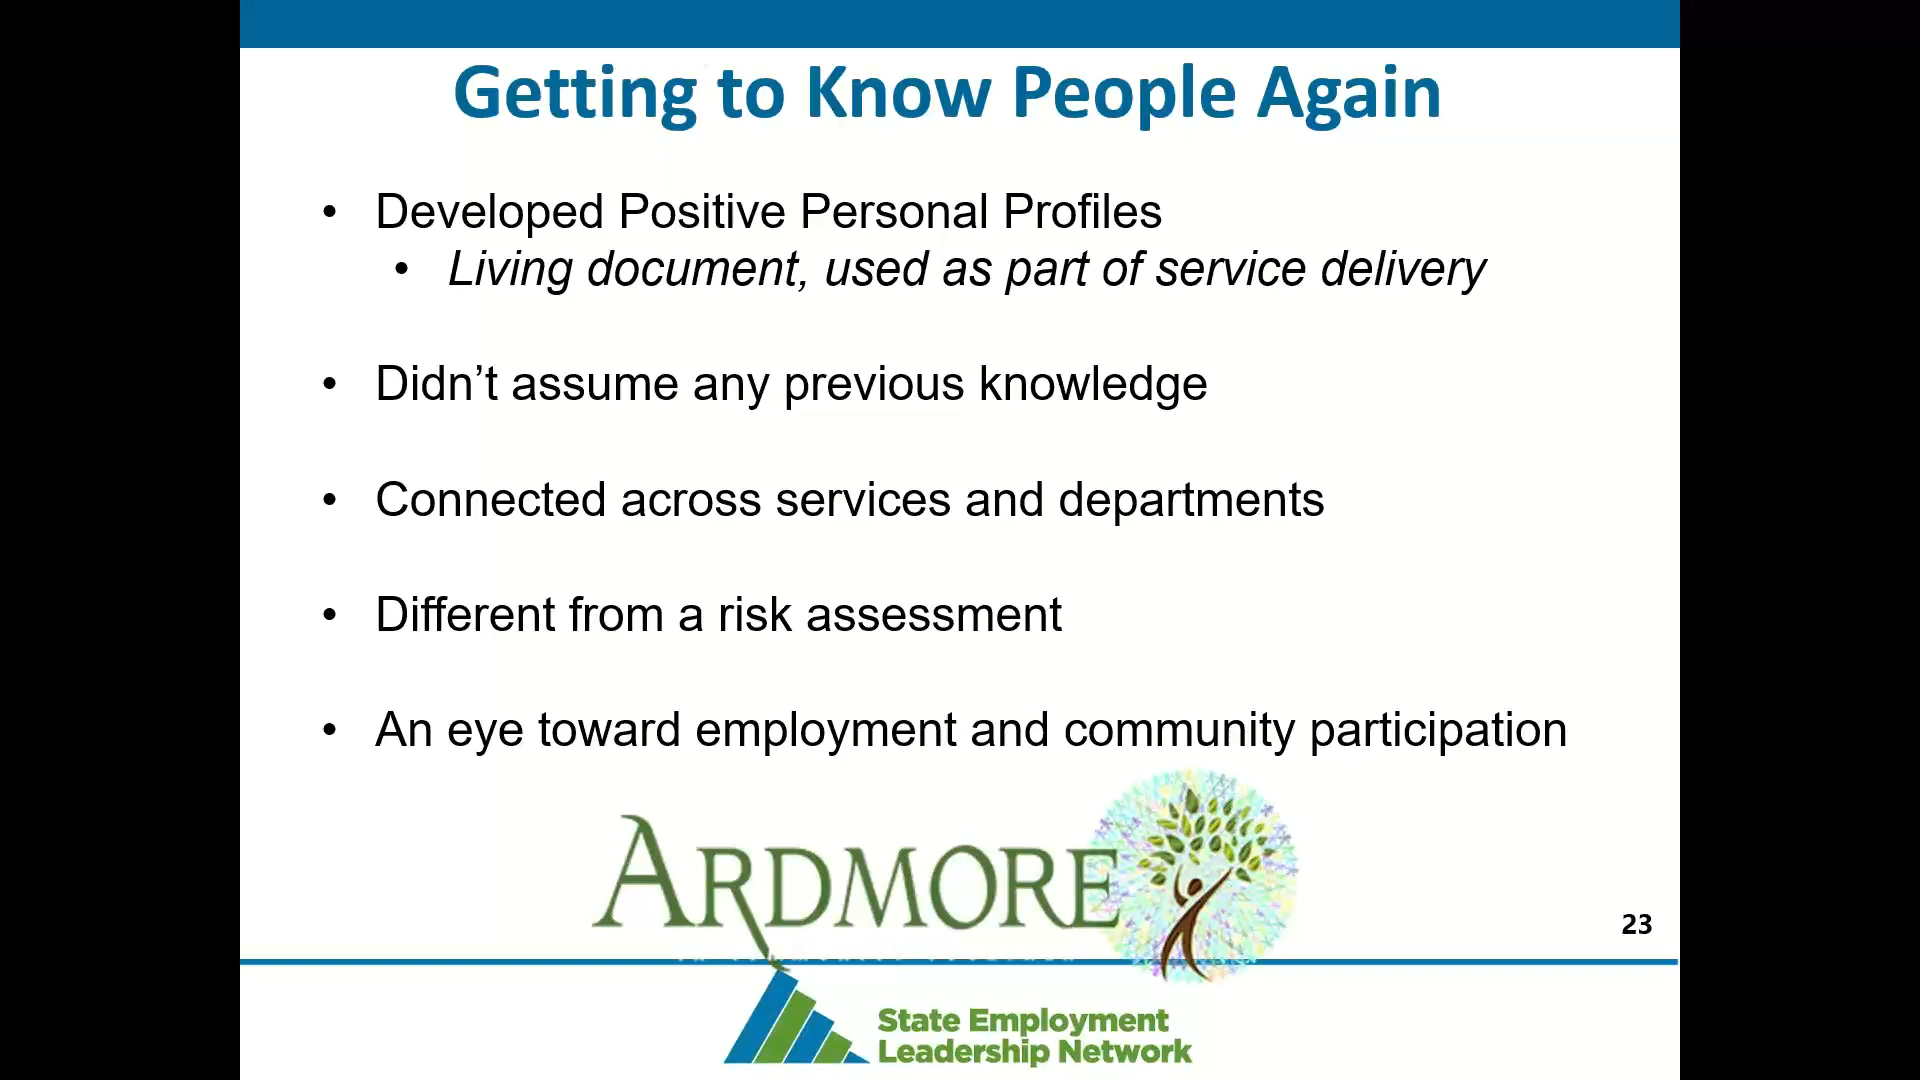 Getting to Know People Again
• Developed Positive Personal Profiles
• Living document, used as part of service delivery
• Didn’t assume any previous knowledge
• Connected across services and departments
• Different from a risk assessment
• An eye toward employment and community participation
ARDMORE
23
State Employment
Leadership Network